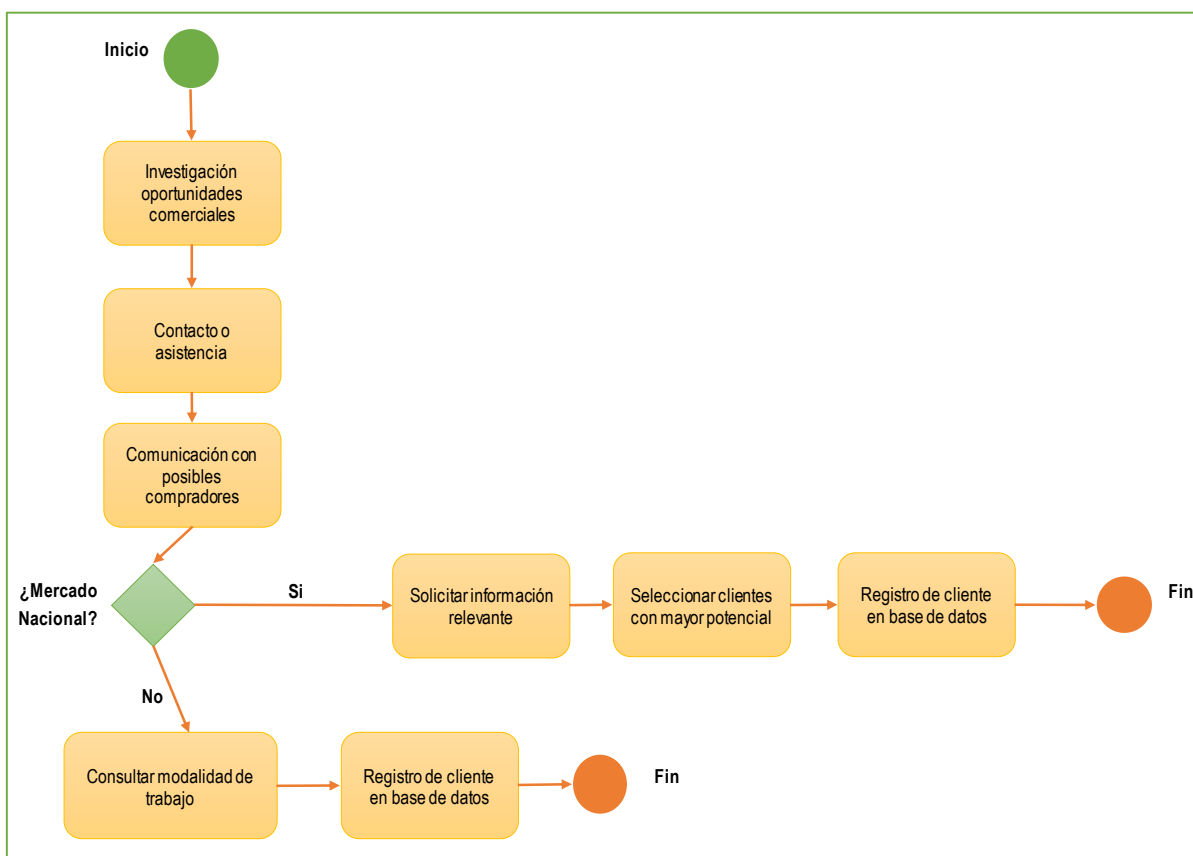 Inicio
Investigación
oportunidades
comerciales
Contacto o
asistencia
Comunicación con
posibles
compradores
¿Mercado
Nacional?
Si
Solicitar información
relevante
Seleccionar clientes
con mayor potencial
Registro de cliente
en base de datos
Fin
No
Consultar modalidad de
trabajo
Registro de cliente
en base de datos
Fin